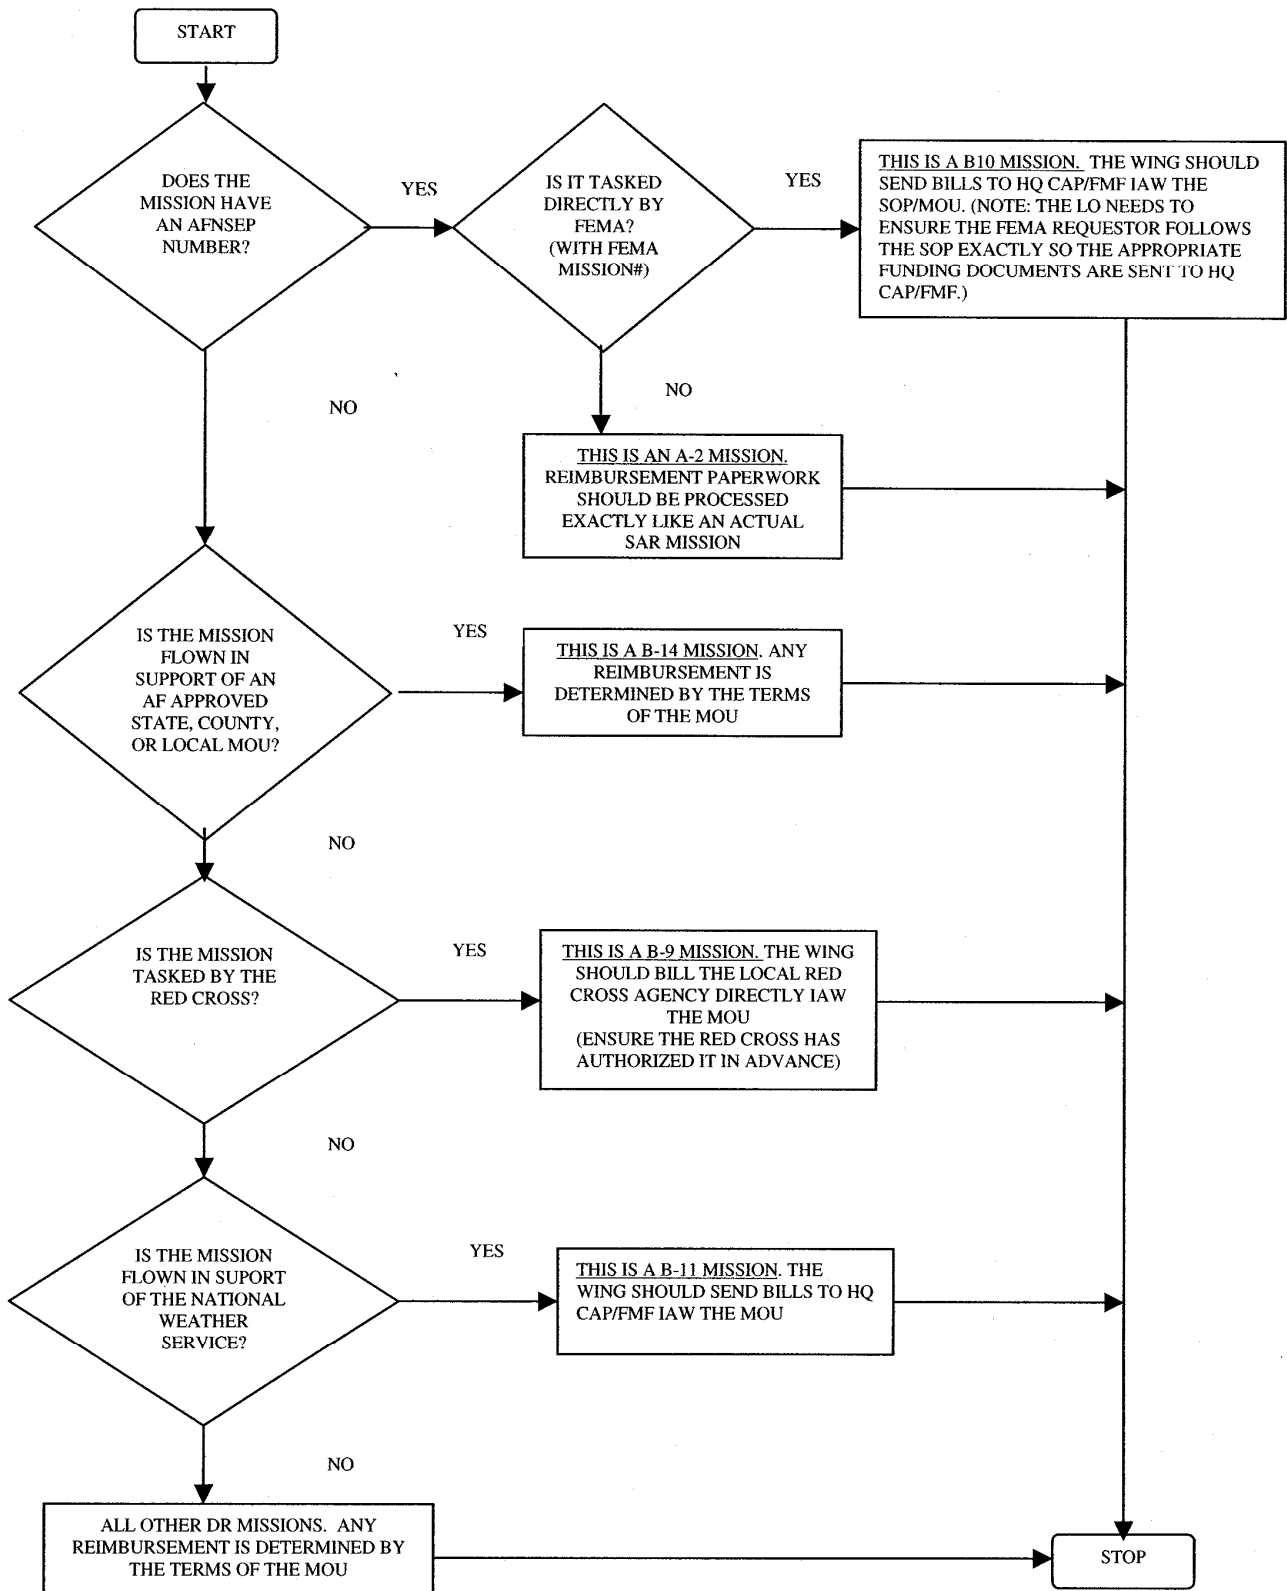 START
DOES THE
MISSION HAVE
AN AFNSEP
NUMBER?
YES
IS IT TASKED
DIRECTLY BY
FEMA?
(WITH FEMA
MISSION#)
YES
THIS IS A B10 MISSION. THE WING SHOULD
SEND BILLS TO HQ CAP/FMF IAW THE
SOP/MOU. (NOTE: THE LO NEEDS TO
ENSURE THE FEMA REQUESTOR FOLLOWS
THE SOP EXACTLY SO THE APPROPRIATE
FUNDING DOCUMENTS ARE SENT TO HQ
CAP/FMF.)
NO
NO
THIS IS AN A-2 MISSION.
REIMBURSEMENT PAPERWORK
SHOULD BE PROCESSED
EXACTLY LIKE AN ACTUAL
SAR MISSION
IS THE MISSION
FLOWN IN
SUPPORT OF AN
AF APPROVED
STATE, COUNTY,
OR LOCAL MOU?
YES
THIS IS A B-14 MISSION. ANY
REIMBURSEMENT IS
DETERMINED BY THE TERMS
OF THE MOU
NO
IS THE MISSION
TASKED BY THE
RED CROSS?
YES
THIS IS A B-9 MISSION. THE WING
SHOULD BILL THE LOCAL RED
CROSS AGENCY DIRECTLY IAW
THE MOU
(ENSURE THE RED CROSS HAS
AUTHORIZED IT IN ADVANCE)
NO
IS THE MISSION
FLOWN IN SUPORT
OF THE NATIONAL
WEATHER
SERVICE?
YES
THIS IS A B-11 MISSION. THE
WING SHOULD SEND BILLS TO HQ
CAP/FMF IAW THE MOU
NO
ALL OTHER DR MISSIONS. ANY
REIMBURSEMENT IS DETERMINED BY
THE TERMS OF THE MOU
STOP